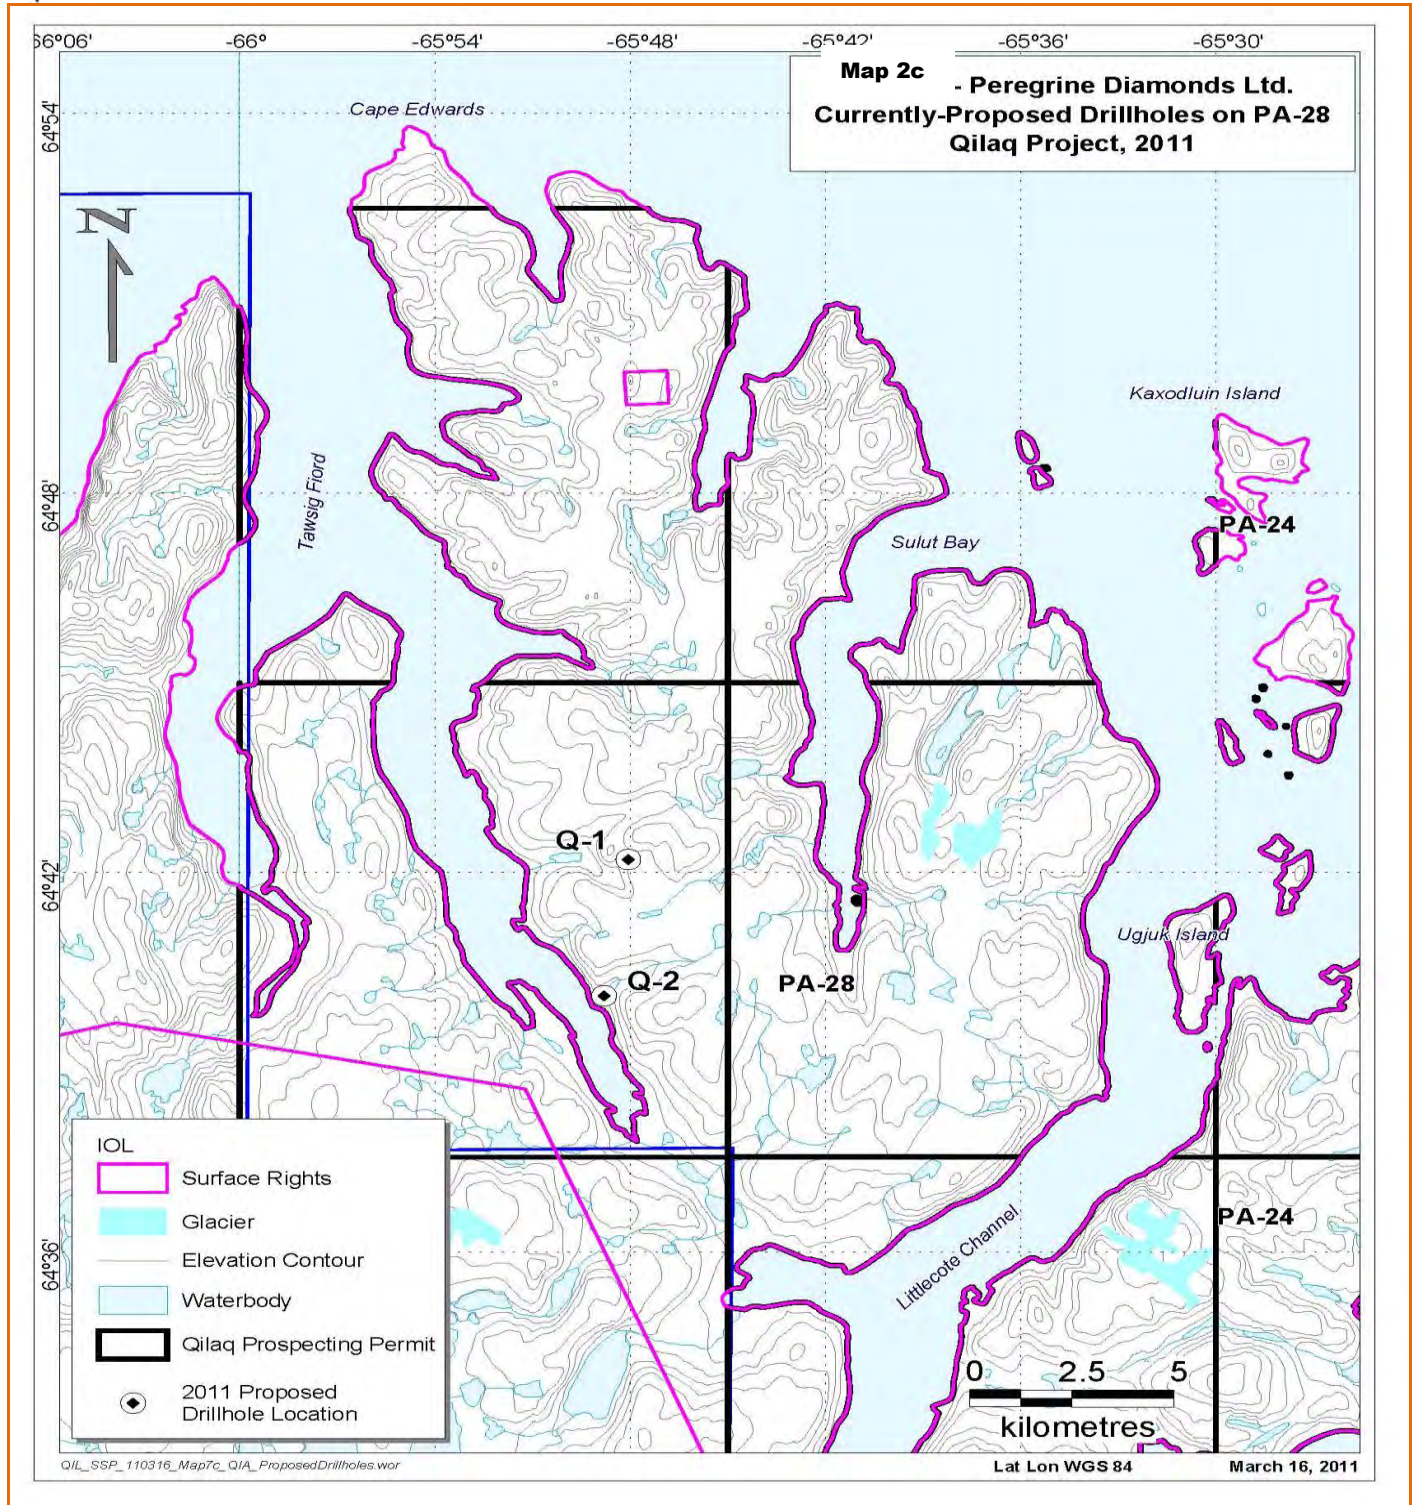 66°06'
-66°
-65°54'
-65°48'
-65°42'
-65°36'
-65°30'
Map 2c
- Peregrine Diamonds Ltd.
Currently-Proposed Drillholes on PA-28
Qilaq Project, 2011
64°54'
Cape Edwards
N
Kaxodluin Island
64°48'
Tawsig Fiord
PA-24
Sulut Bay
Q-1
64°42'
Ugjuk Island
Q-2
PA-28
IOL
Surface Rights
Glacier
Elevation Contour
Waterbody
Qilaq Prospecting Permit
2011 Proposed
Drillhole Location
PA-24
64°36'
Littlecote Channel
0 2.5 5
kilometres
QIL_SSP_110316_Map7c_QIA_ProposedDrillholes.wor
Lat Lon WGS 84
March 16, 2011